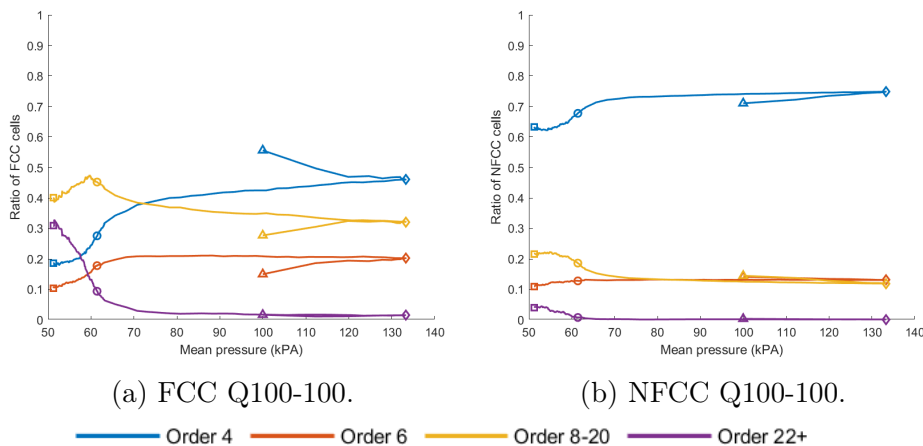 1
0.9
0.8
0.7
0.6
0.5
0.4
0.3
0.2
0.1
0
Ratio of FCC cells
50 60 70 80 90 100 110 120 130 140
Mean pressure (kPA)
(a) FCC Q100-100.
1
0.9
0.8
0.7
0.6
0.5
0.4
0.3
0.2
0.1
0
Ratio of NFCC cells
50 60 70 80 90 100 110 120 130 140
Mean pressure (kPA)
(b) NFCC Q100-100.
Order 4 Order 6 Order 8-20 Order 22+